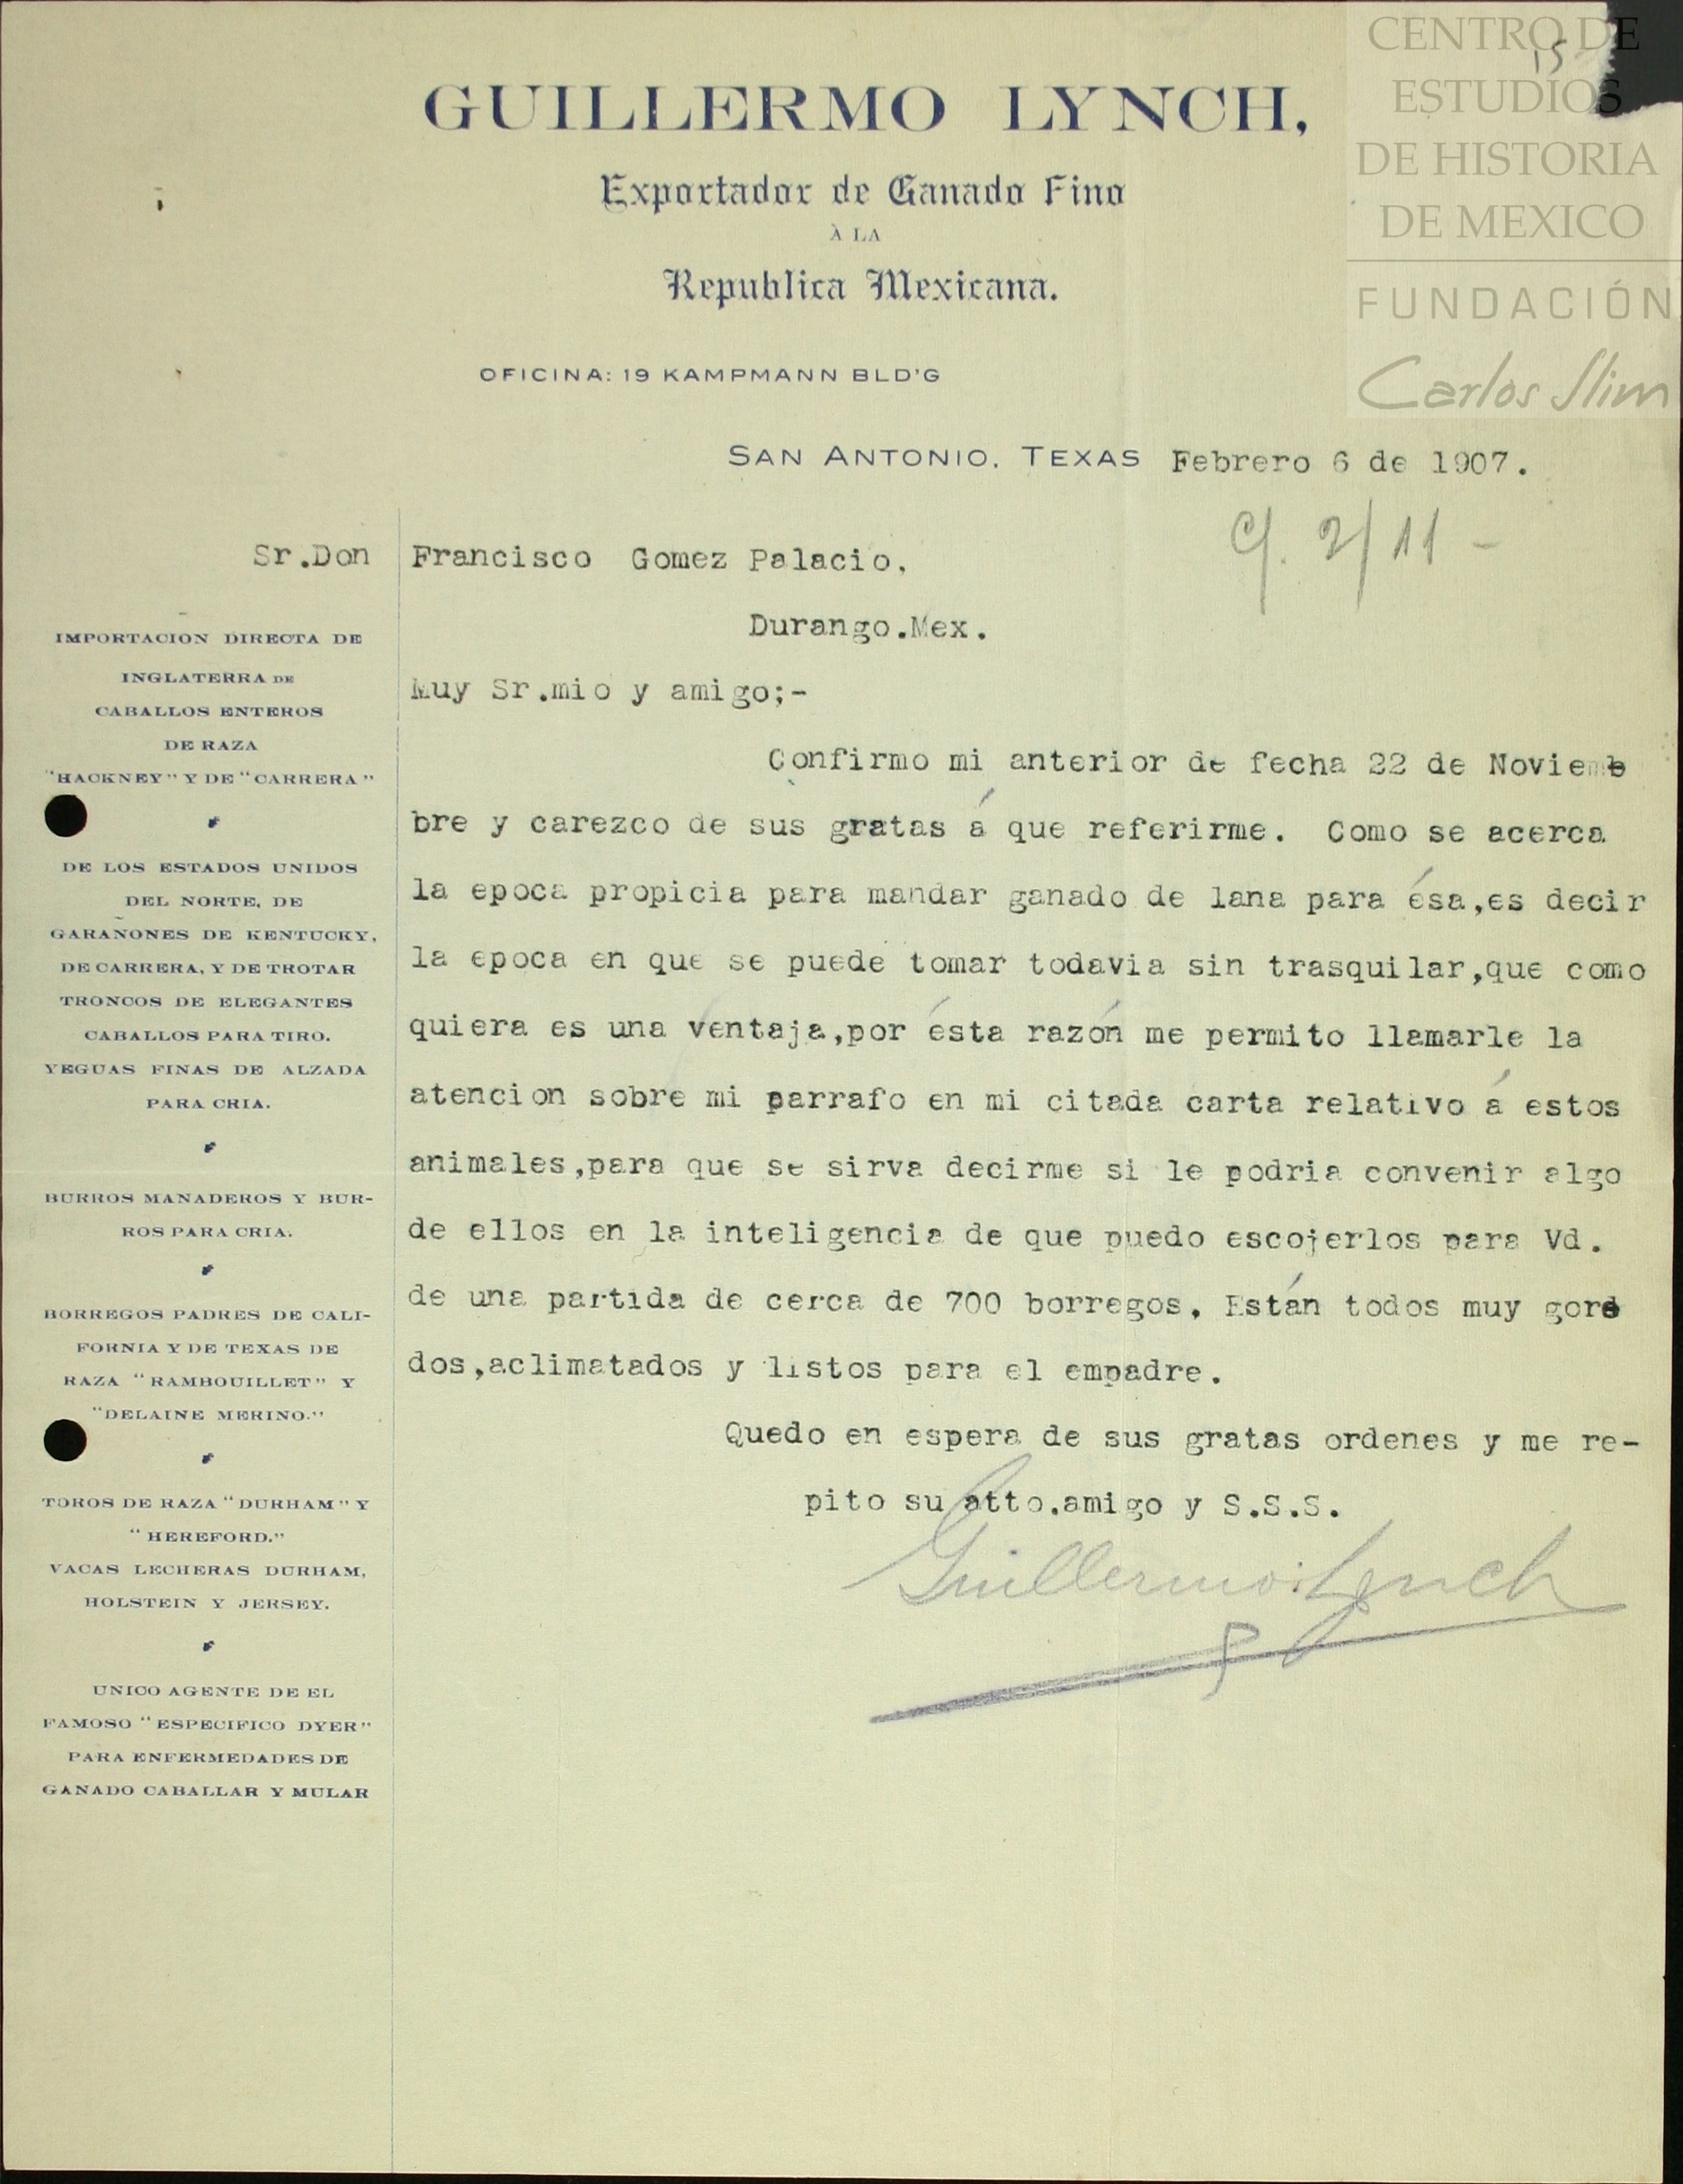 CENTRO DE
ESTUDIOS
DE HISTORIA
DE MEXICO
FUNDACIÓN
Carlos Slim
15
GUILLERMO LYNCH,
Exportador de Ganado Fino
À LA
Republica Mexicana.
OFICINA: 19 KAMPMANN BLD'G
SAN ANTONIO, TEXAS Febrero 6 de 1907.
C/. 2/11 -
Sr.Don Francisco Gomez Palacio,
Durango.Mex.
Muy Sr.mio y amigo;-
Confirmo mi anterior de fecha 22 de Noviemb
bre y carezco de sus gratas á que referirme. Como se acerca
la epoca propicia para mandar ganado de lana para ésa,es decir
la epoca en que se puede tomar todavia sin trasquilar,que como
quiera es una ventaja,por ésta razón me permito llamarle la
atencion sobre mi parrafo en mi citada carta relativo á estos
animales,para que se sirva decirme si le podria convenir algo
de ellos en la inteligencia de que puedo escojerlos para Vd.
de una partida de cerca de 700 borregos. Están todos muy gord
dos,aclimatados y listos para el empadre.
Quedo en espera de sus gratas ordenes y me re-
pito su atto.amigo y S.S.S.
Guillermo Lynch
IMPORTACION DIRECTA DE
INGLATERRA DE
CABALLOS ENTEROS
DE RAZA
"HACKNEY" Y DE "CARRERA"
DE LOS ESTADOS UNIDOS
DEL NORTE, DE
GARAÑONES DE KENTUCKY,
DE CARRERA, Y DE TROTAR
TRONCOS DE ELEGANTES
CABALLOS PARA TIRO.
YEGUAS FINAS DE ALZADA
PARA CRIA.
BURROS MANADEROS Y BUR-
ROS PARA CRIA.
BORREGOS PADRES DE CALI-
FORNIA Y DE TEXAS DE
RAZA "RAMBOUILLET" Y
"DELAINE MERINO."
TOROS DE RAZA "DURHAM" Y
"HEREFORD."
VACAS LECHERAS DURHAM,
HOLSTEIN Y JERSEY.
UNICO AGENTE DE EL
FAMOSO "ESPECIFICO DYER"
PARA ENFERMEDADES DE
GANADO CABALLAR Y MULAR